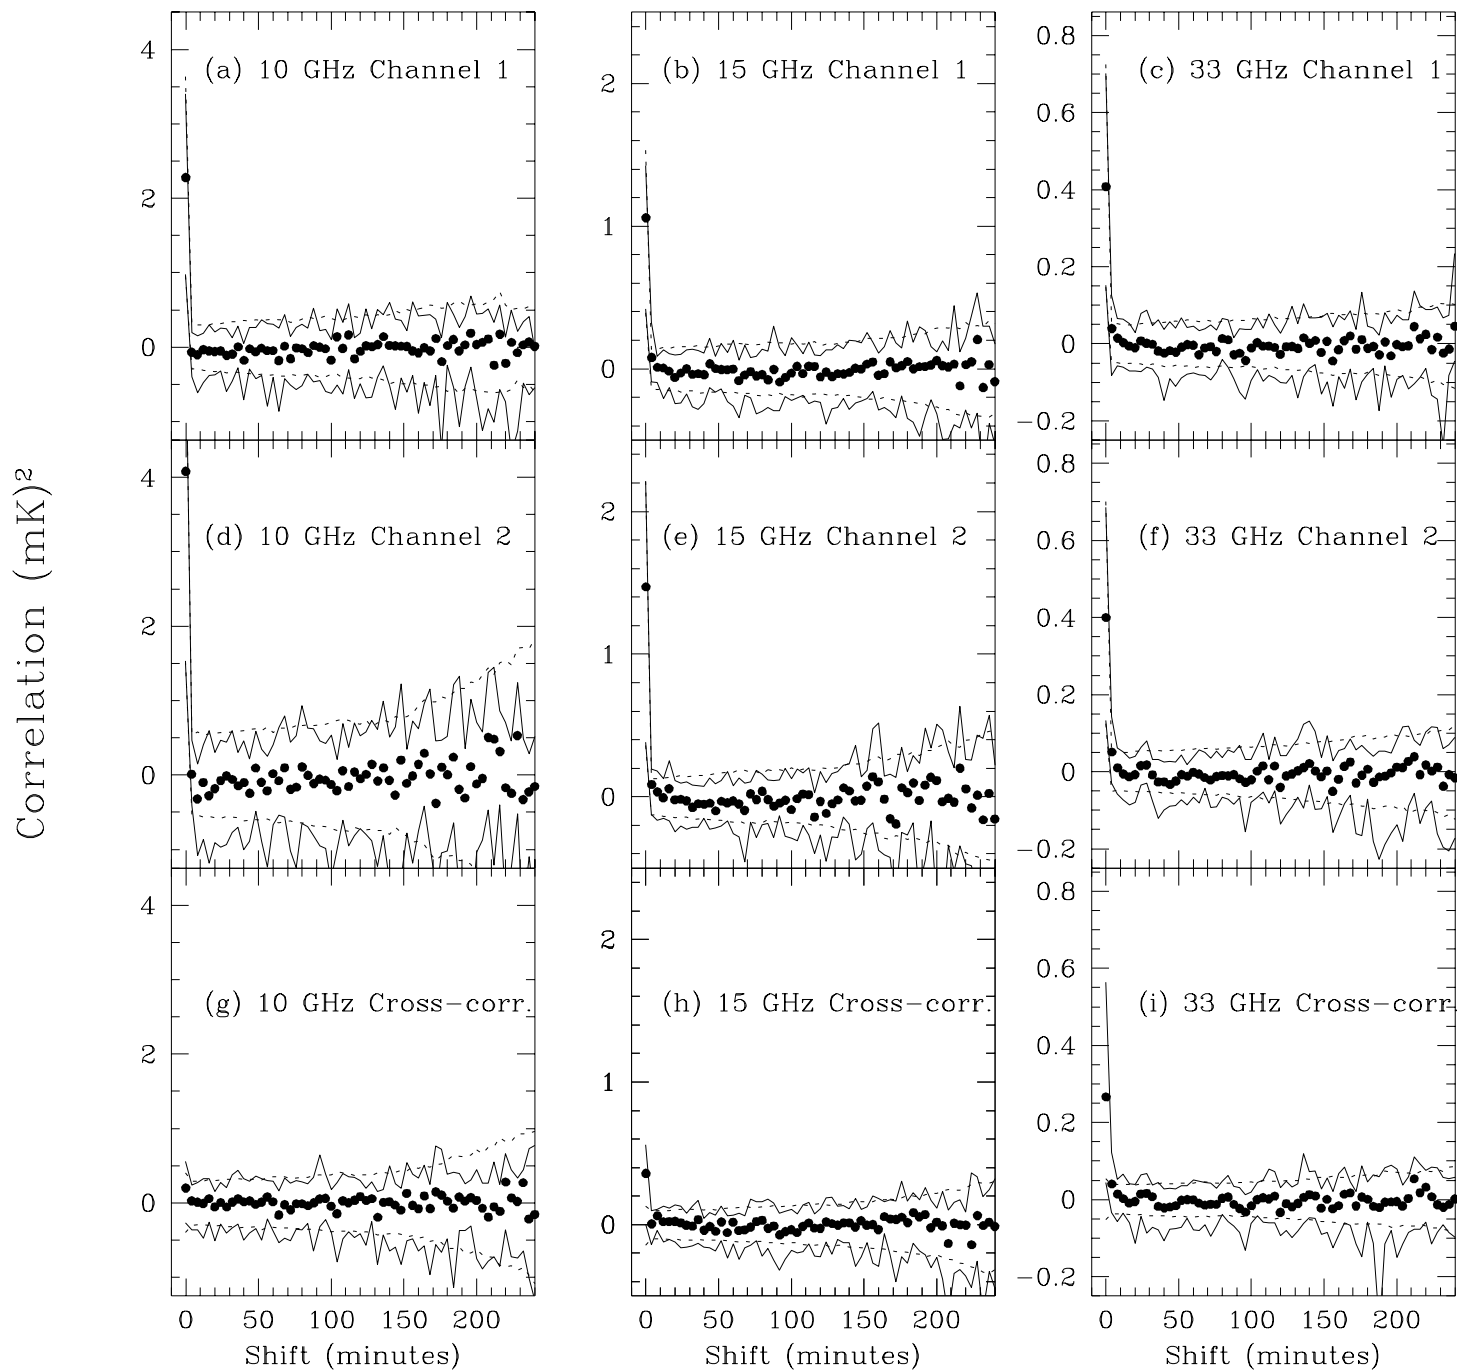 Correlation (mK)²
(a) 10 GHz Channel 1
4
2
0
(b) 15 GHz Channel 1
2
1
0
(c) 33 GHz Channel 1
0.8
0.6
0.4
0.2
0
−0.2
(d) 10 GHz Channel 2
4
2
0
(e) 15 GHz Channel 2
2
1
0
(f) 33 GHz Channel 2
0.8
0.6
0.4
0.2
0
−0.2
(g) 10 GHz Cross−corr.
4
2
0
0 50 100 150 200
Shift (minutes)
(h) 15 GHz Cross−corr.
2
1
0
0 50 100 150 200
Shift (minutes)
(i) 33 GHz Cross−corr.
0.8
0.6
0.4
0.2
0
−0.2
0 50 100 150 200
Shift (minutes)